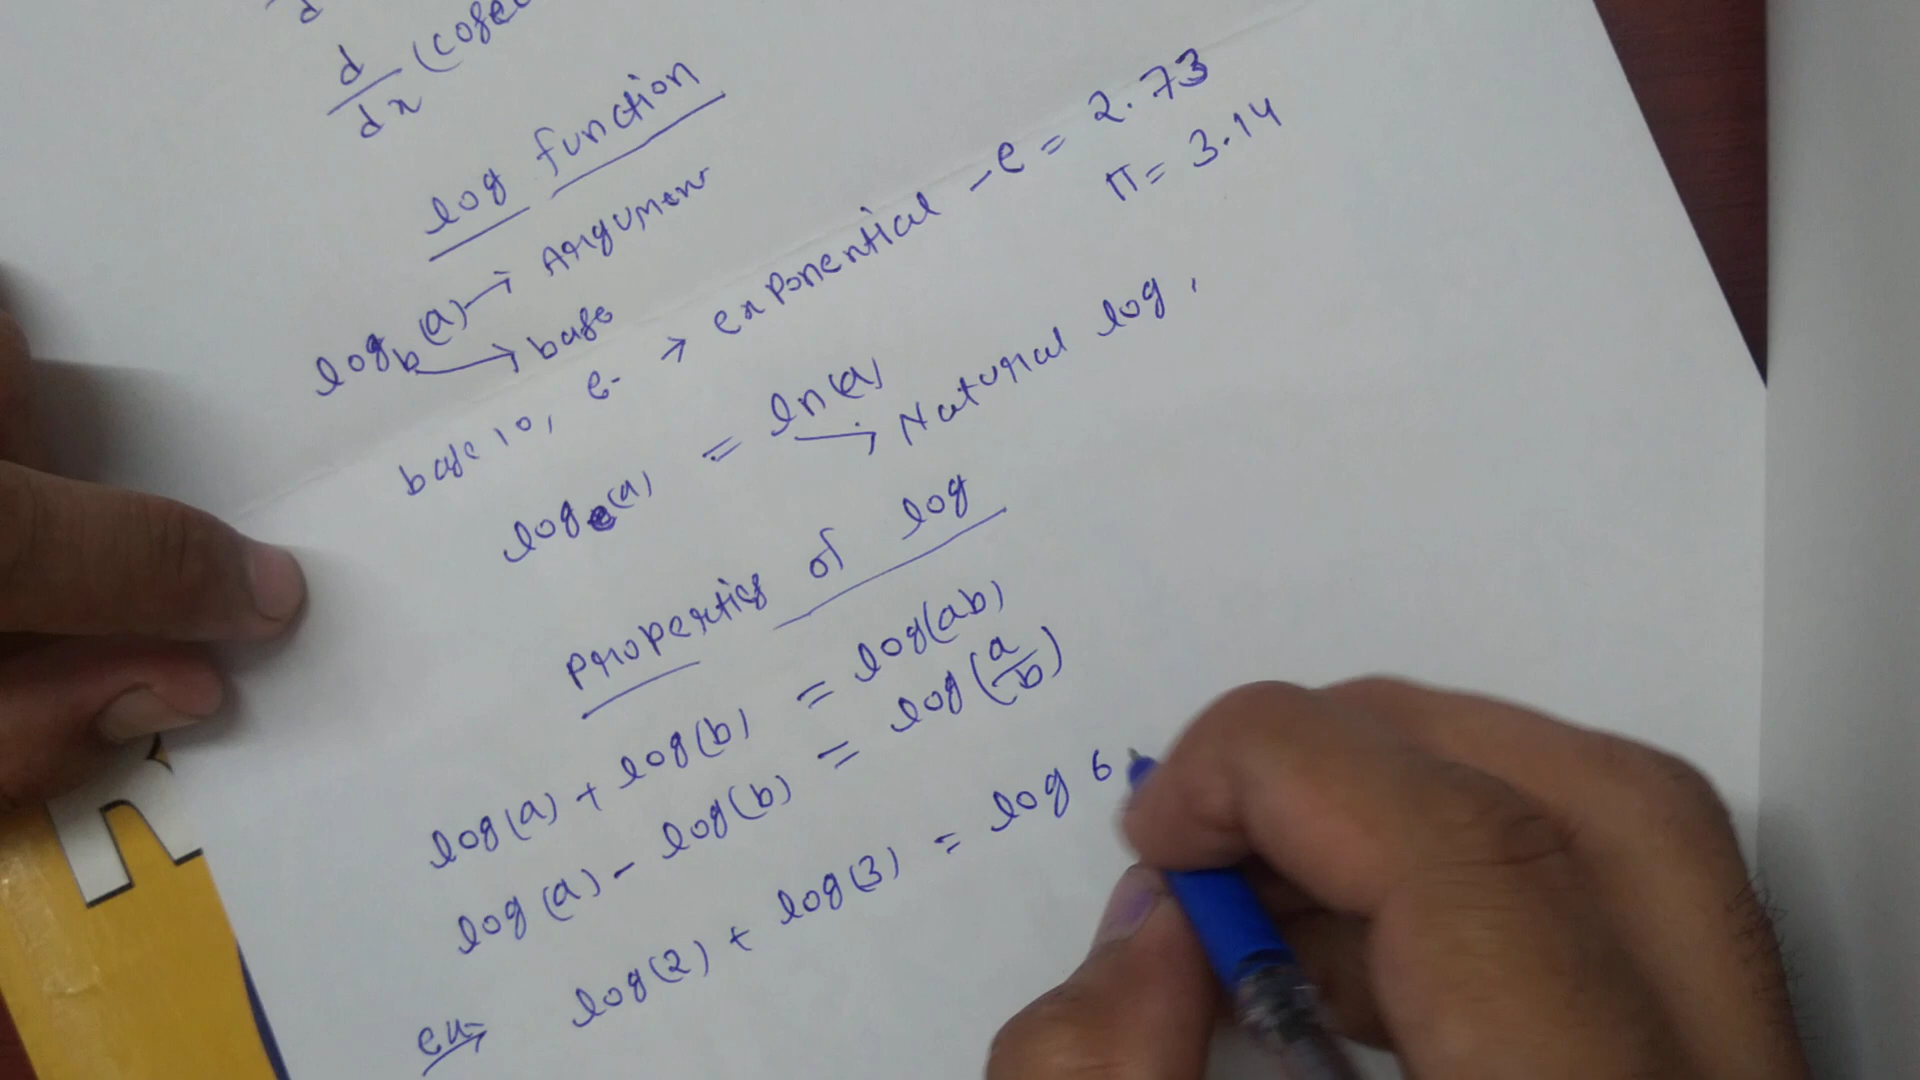 d
d/dx (cosec
log function
log_b(a) → Argument
→ base
base 10, e → exponential - e = 2.73
π = 3.14
log_e(a) = ln(a)
→ Natural log.
Properties of log
log(a) + log(b) = log(ab)
log(a) - log(b) = log(a/b)
ex→ log(2) + log(3) = log 6